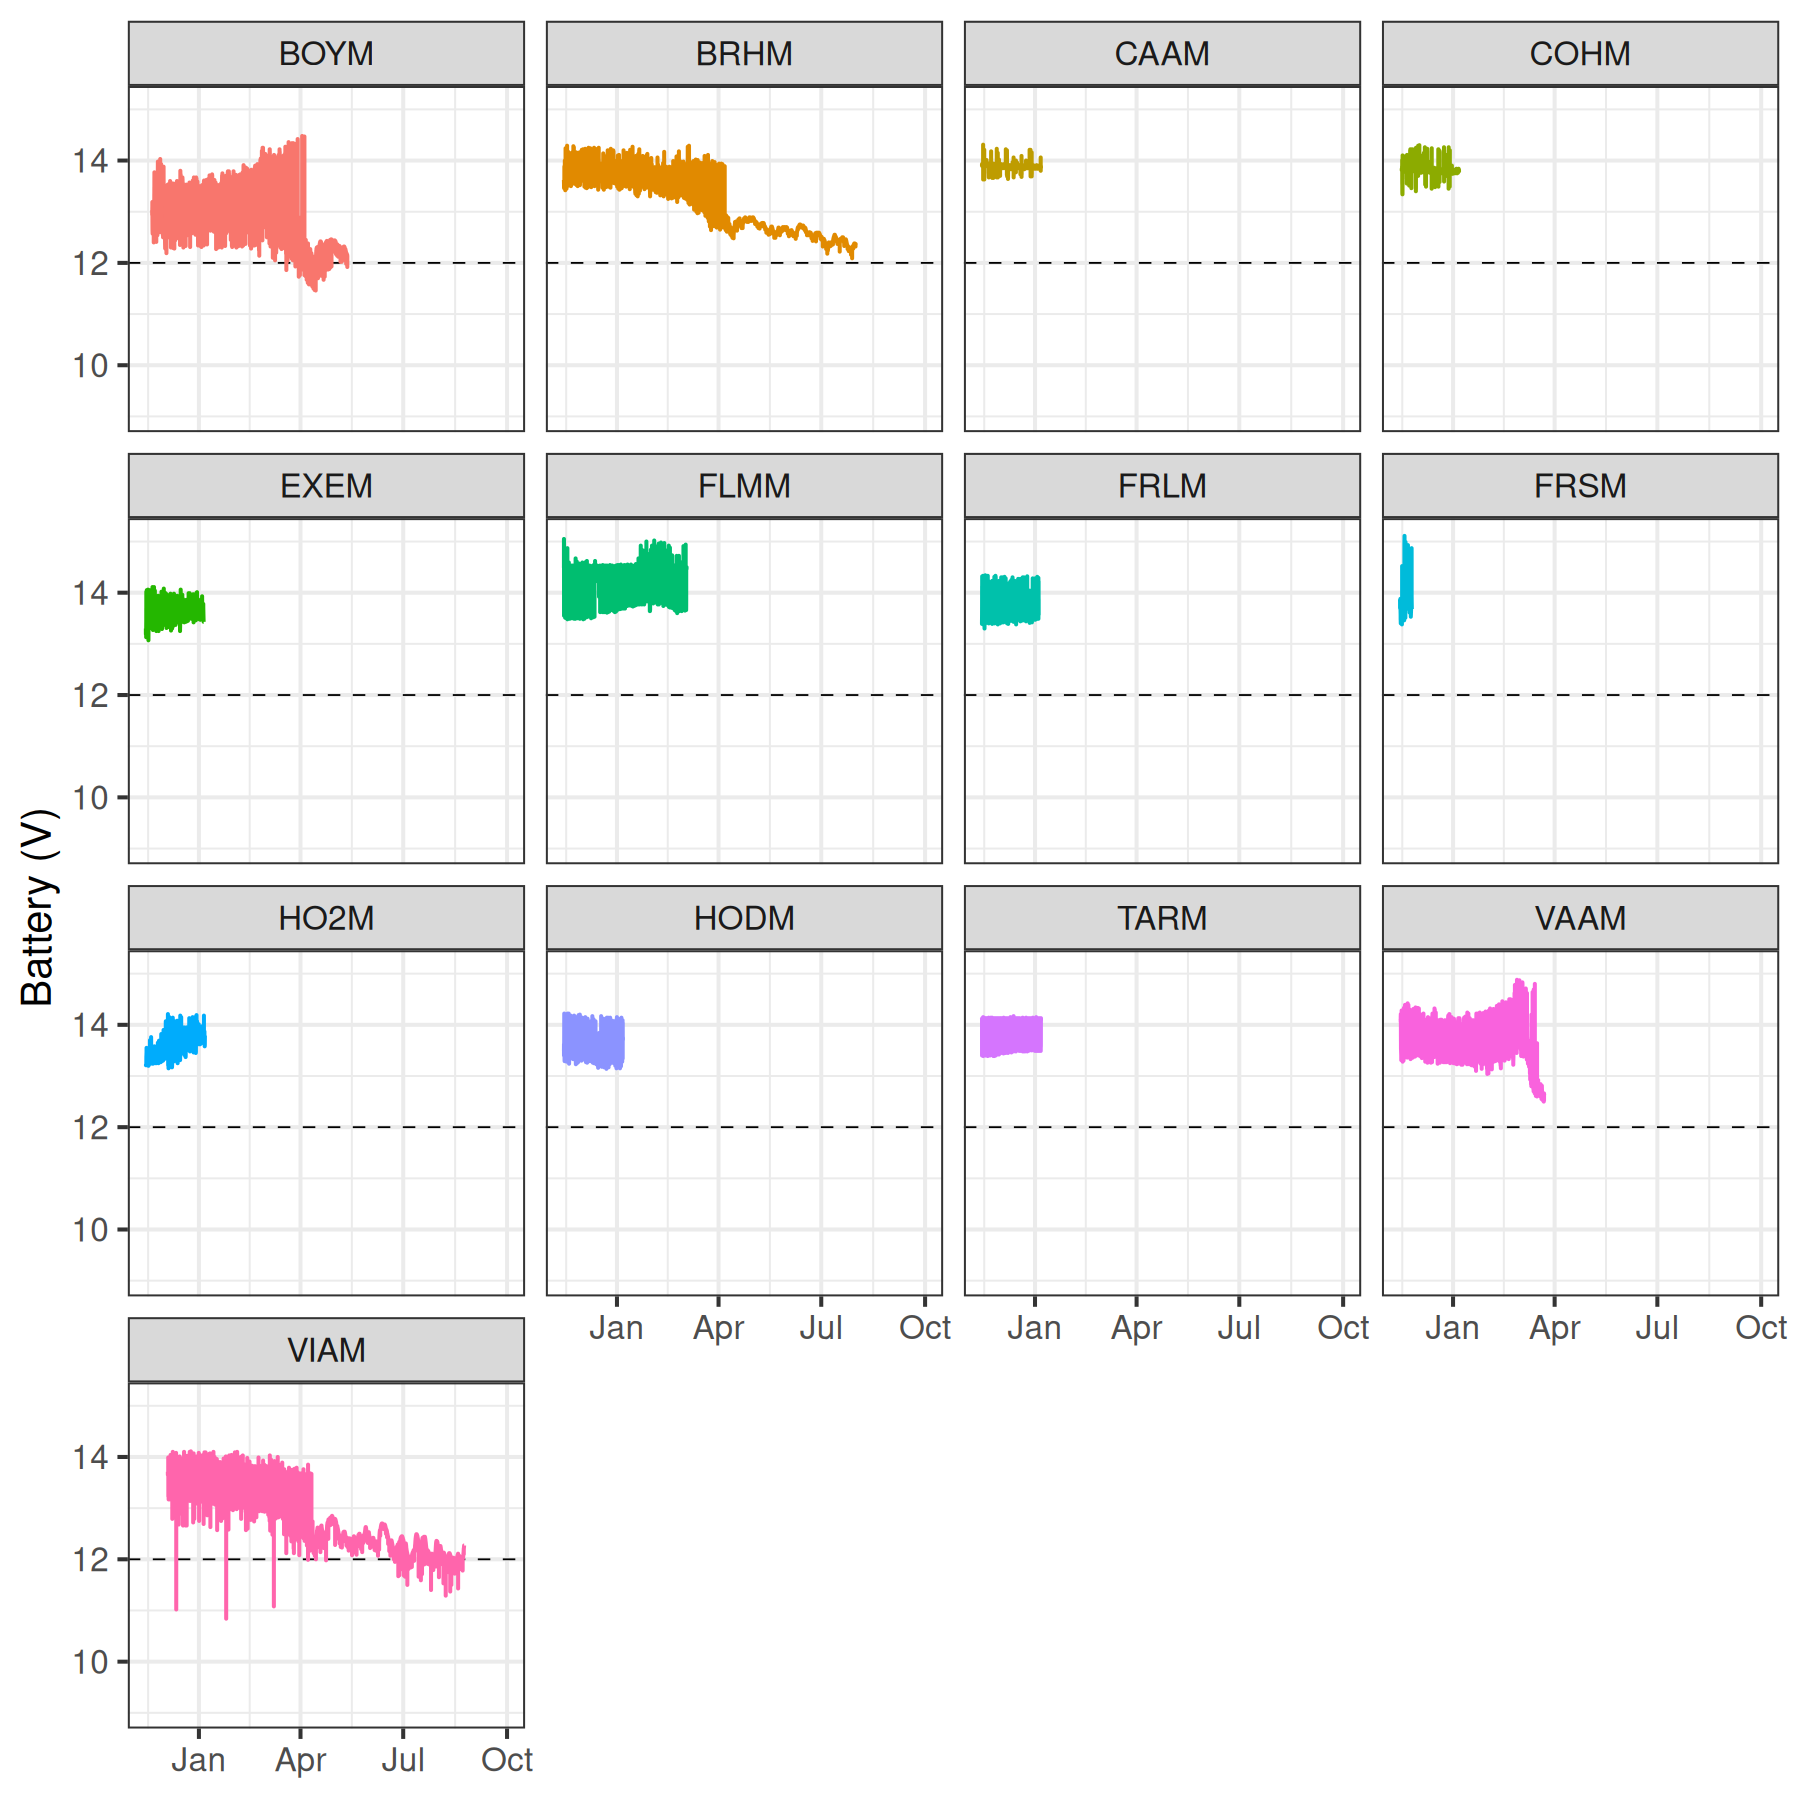 BOYM BRHM CAAM COHM
14
12
10
EXEM FLMM FRLM FRSM
14
12
10
Battery (V)
HO2M HODM TARM VAAM
14
12
10
Jan Apr Jul Oct Jan Apr Jul Oct Jan Apr Jul Oct
VIAM
14
12
10
Jan Apr Jul Oct